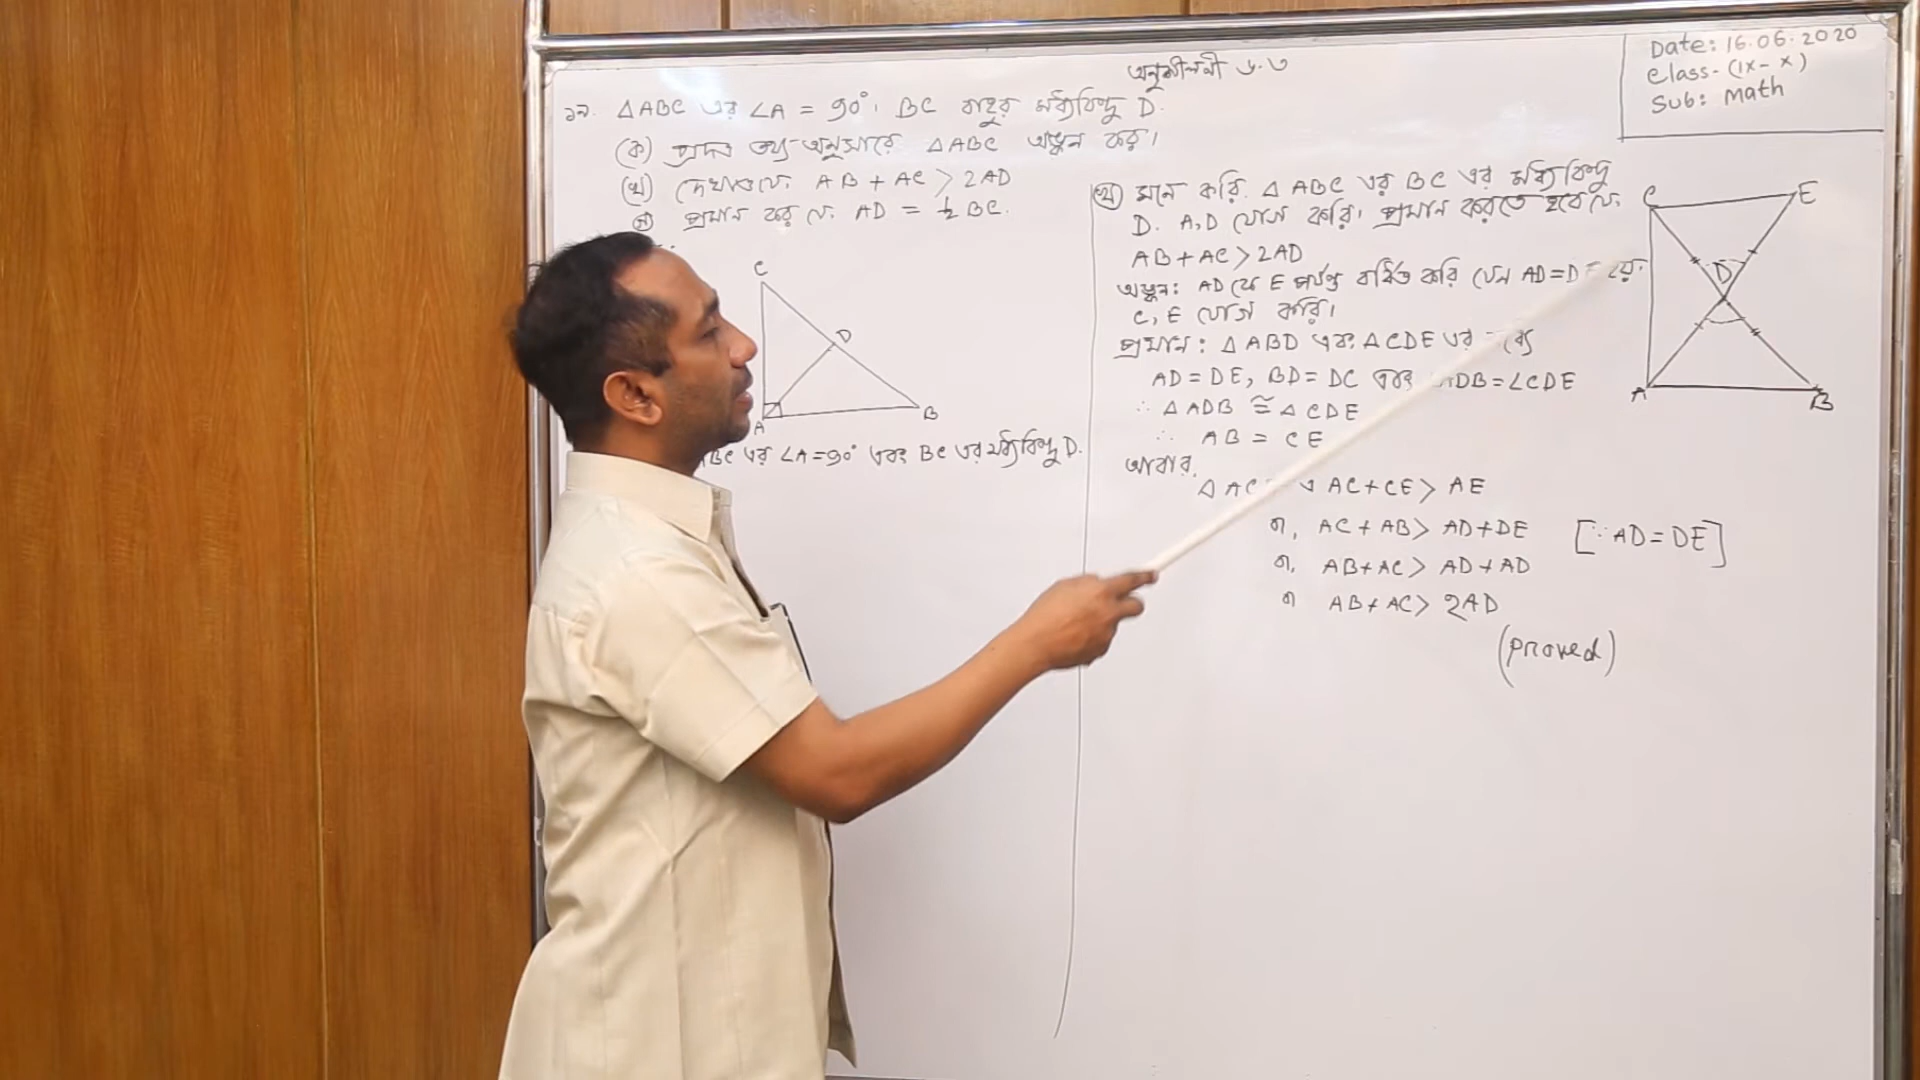 অনুশীলনী ৬.৩
Date: 16.06.2020
Class- (IX- X)
Sub: Math
১৯. △ABC এর ∠A = 90°। BC বাহুর মধ্যবিন্দু D.
(ক) প্রদত্ত তথ্য অনুসারে △ABC অঙ্কন কর।
(খ) দেখাও যে, AB + AC > 2AD
প্রমান কর যে, AD = ½ BC.
C
D
A
B
BC এর ∠A=90° এবং BC এর মধ্যবিন্দু D.
(খ) মনে করি, △ ABC এর BC এর মধ্যবিন্দু
D. A,D যোগ করি। প্রমান করতে হবে যে,
AB+AC>2AD
অঙ্কন: AD কে E পর্যন্ত বর্ধিত করি যেন AD=D হয়।
C, E যোগ করি।
প্রমান: △ABD এবং △CDE এর
AD=DE, BD=DC এবং ADB=∠CDE
∴ △ADB ≅ △CDE
∴ AB = CE
আবার,
△AC AC+CE> AE
বা, AC+AB> AD+DE [∵AD=DE]
বা, AB+AC> AD+AD
বা AB+AC> 2AD
(Proved)
C
E
D
A
B